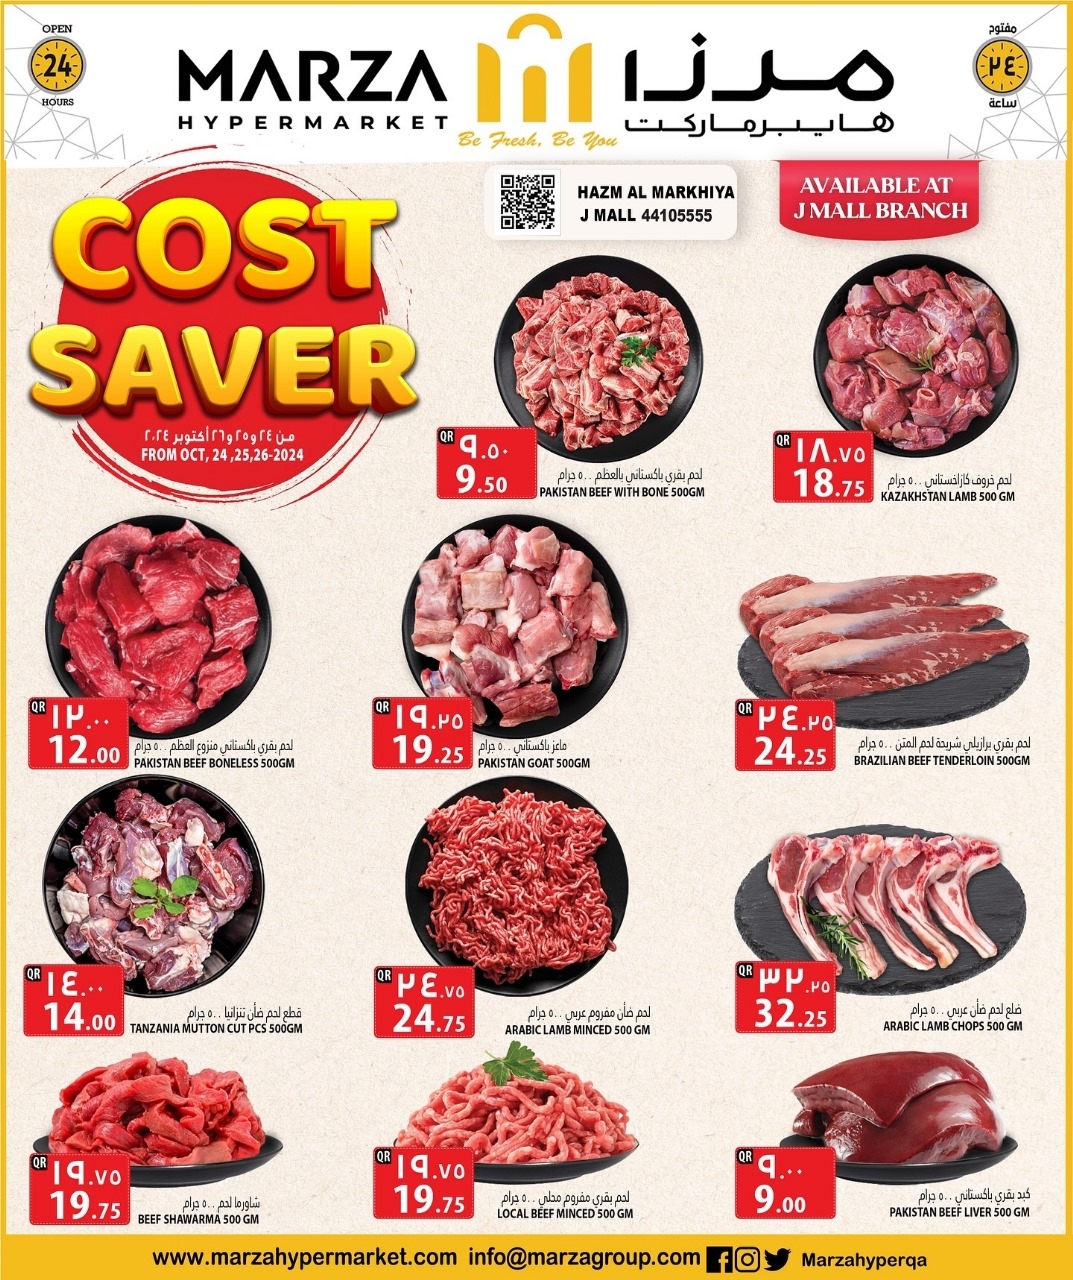 OPEN
24
HOURS
MARZA
HYPERMARKET
Be Fresh, Be You
مرزا
هايبرماركت
مفتوح
٢٤
ساعة
HAZM AL MARKHIYA
J MALL 44105555
AVAILABLE AT
J MALL BRANCH
COST
SAVER
من ٢٤ و٢٥ و٢٦ أكتوبر ٢٠٢٤
FROM OCT, 24 ,25,26-2024
QR ٩.٥٠
9.50
لحم بقري باكستاني بالعظم ٥٠٠ جرام
PAKISTAN BEEF WITH BONE 500GM
QR ١٨.٧٥
18.75
لحم خروف كازاخستاني ٥٠٠ جرام
KAZAKHSTAN LAMB 500 GM
QR ١٢.٠٠
12.00
لحم بقري باكستاني منزوع العظم ٥٠٠ جرام
PAKISTAN BEEF BONELESS 500GM
QR ١٩.٢٥
19.25
ماعز باكستاني ٥٠٠ جرام
PAKISTAN GOAT 500GM
QR ٢٤.٢٥
24.25
لحم بقري برازيلي شريحة لحم المتن ٥٠٠ جرام
BRAZILIAN BEEF TENDERLOIN 500GM
QR ١٤.٠٠
14.00
قطع لحم ضأن تنزانيا ٥٠٠ جرام
TANZANIA MUTTON CUT PCS 500GM
QR ٢٤.٧٥
24.75
لحم ضأن مفروم عربي ٥٠٠ جرام
ARABIC LAMB MINCED 500 GM
QR ٣٢.٢٥
32.25
ضلع لحم ضأن عربي ٥٠٠ جرام
ARABIC LAMB CHOPS 500 GM
QR ١٩.٧٥
19.75
شاورما لحم ٥٠٠ جرام
BEEF SHAWARMA 500 GM
QR ١٩.٧٥
19.75
لحم بقري مفروم محلي ٥٠٠ جرام
LOCAL BEEF MINCED 500 GM
QR ٩.٠٠
9.00
كبد بقري باكستاني ٥٠٠ جرام
PAKISTAN BEEF LIVER 500 GM
www.marzahypermarket.com info@marzagroup.com Marzahyperqa